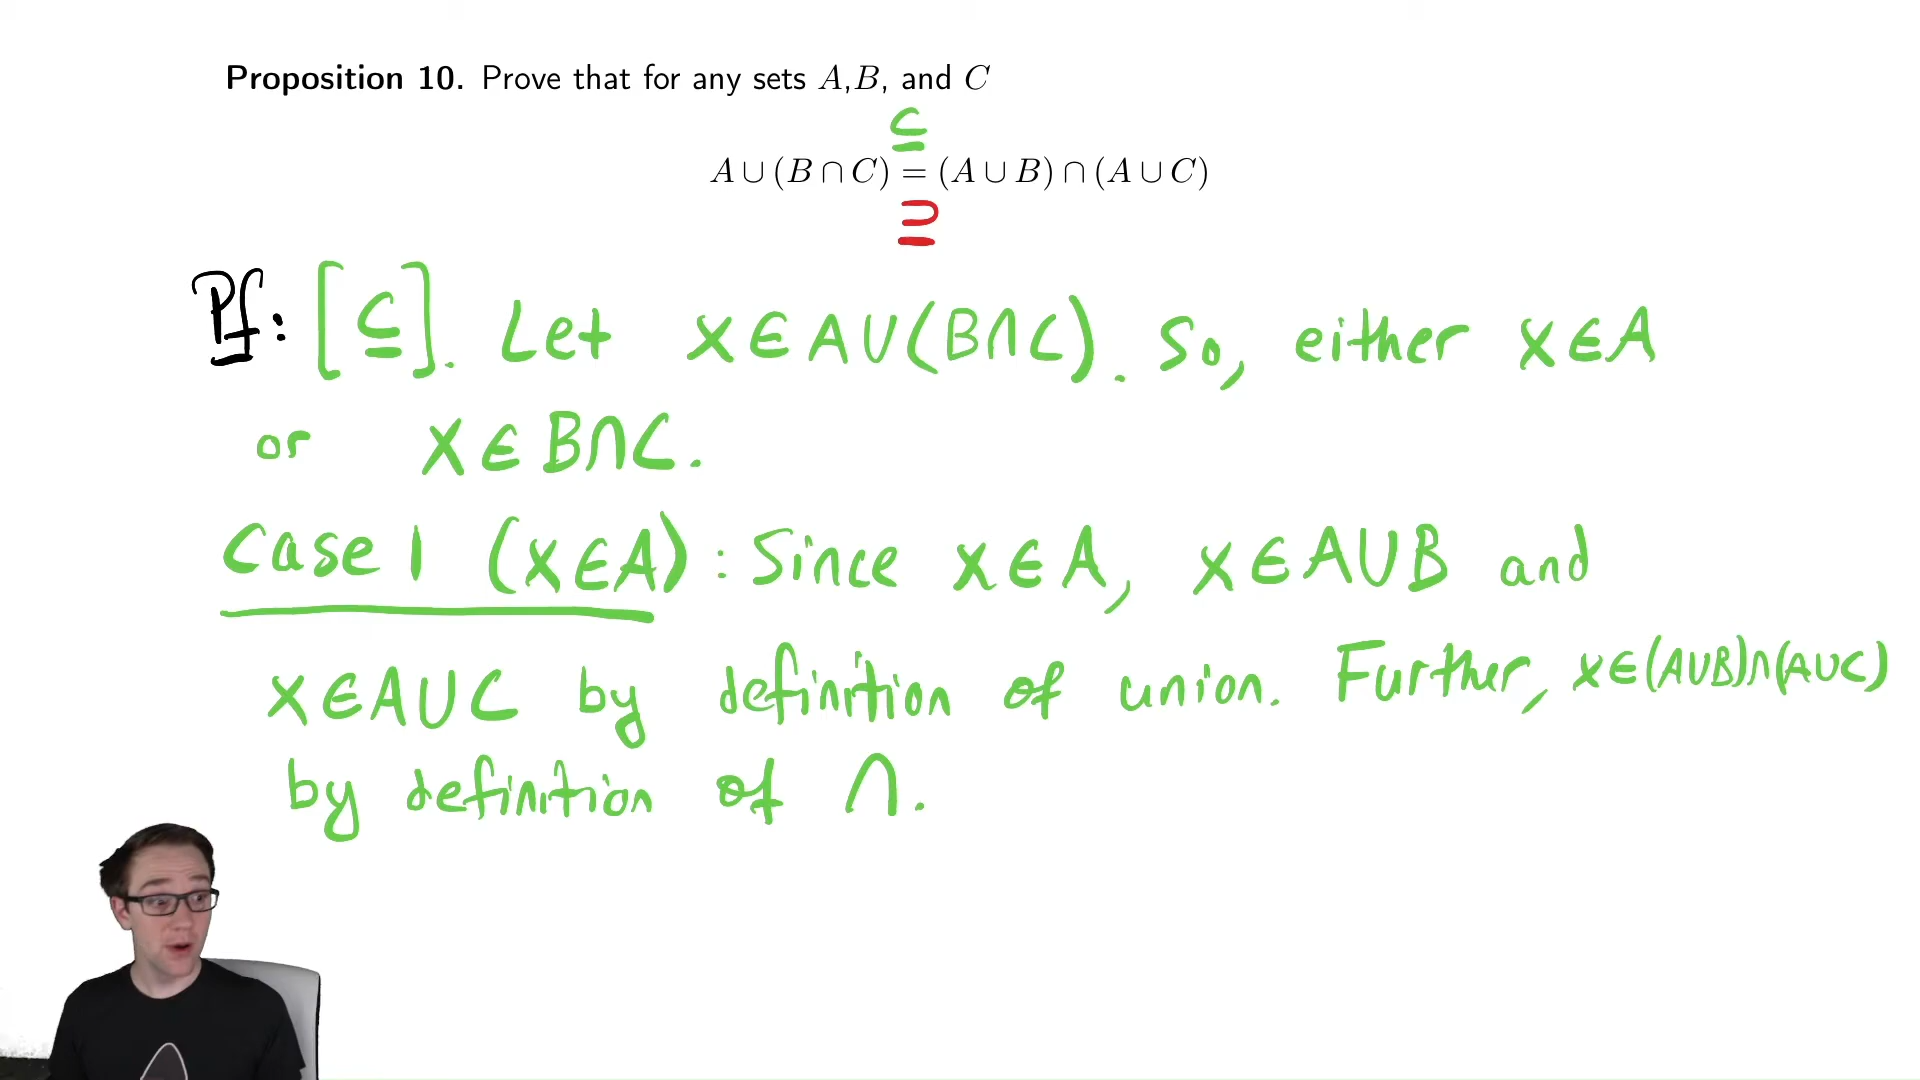 Proposition 10. Prove that for any sets A,B, and C
⊆
A ∪ (B ∩ C) = (A ∪ B) ∩ (A ∪ C)
⊇
Pf: [⊆]. Let x∈A∪(B∩C). So, either x∈A
or x∈B∩C.
Case 1 (x∈A): Since x∈A, x∈A∪B and
x∈A∪C by definition of union. Further, x∈(A∪B)∩(A∪C)
by definition of ∩.